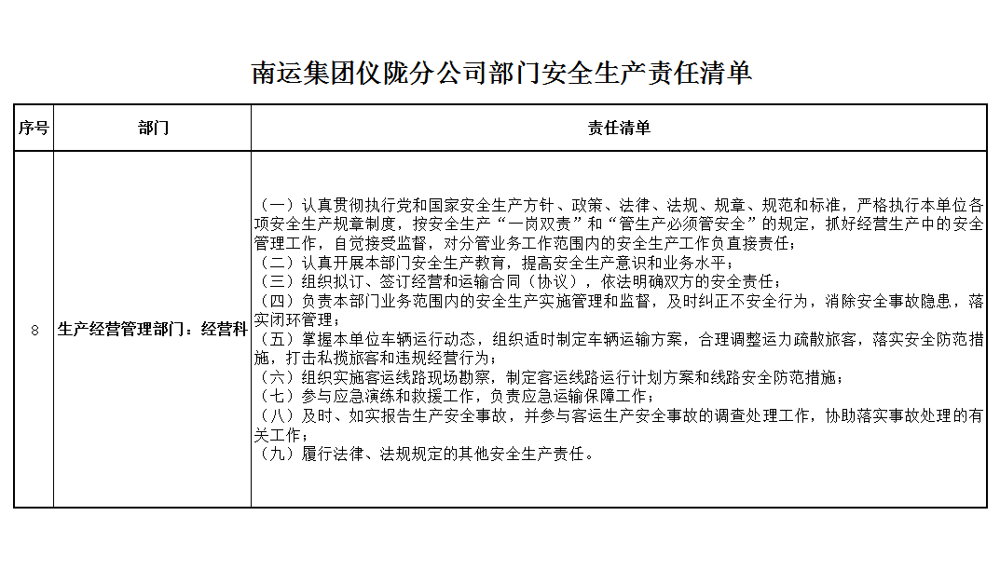 南运集团仪陇分公司部门安全生产责任清单
序号 部门 责任清单
（一）认真贯彻执行党和国家安全生产方针、政策、法律、法规、规章、规范和标准，严格执行本单位各
项安全生产规章制度，按安全生产“一岗双责”和“管生产必须管安全”的规定，抓好经营生产中的安全
管理工作，自觉接受监督，对分管业务工作范围内的安全生产工作负直接责任；
（二）认真开展本部门安全生产教育，提高安全生产意识和业务水平；
（三）组织拟订、签订经营和运输合同（协议），依法明确双方的安全责任；
（四）负责本部门业务范围内的安全生产实施管理和监督，及时纠正不安全行为，消除安全事故隐患，落
实闭环管理；
8 生产经营管理部门：经营科
（五）掌握本单位车辆运行动态，组织适时制定车辆运输方案，合理调整运力疏散旅客，落实安全防范措
施，打击私揽旅客和违规经营行为；
（六）组织实施客运线路现场勘察，制定客运线路运行计划方案和线路安全防范措施；
（七）参与应急演练和救援工作，负责应急运输保障工作；
（八）及时、如实报告生产安全事故，并参与客运生产安全事故的调查处理工作，协助落实事故处理的有
关工作；
（九）履行法律、法规规定的其他安全生产责任。